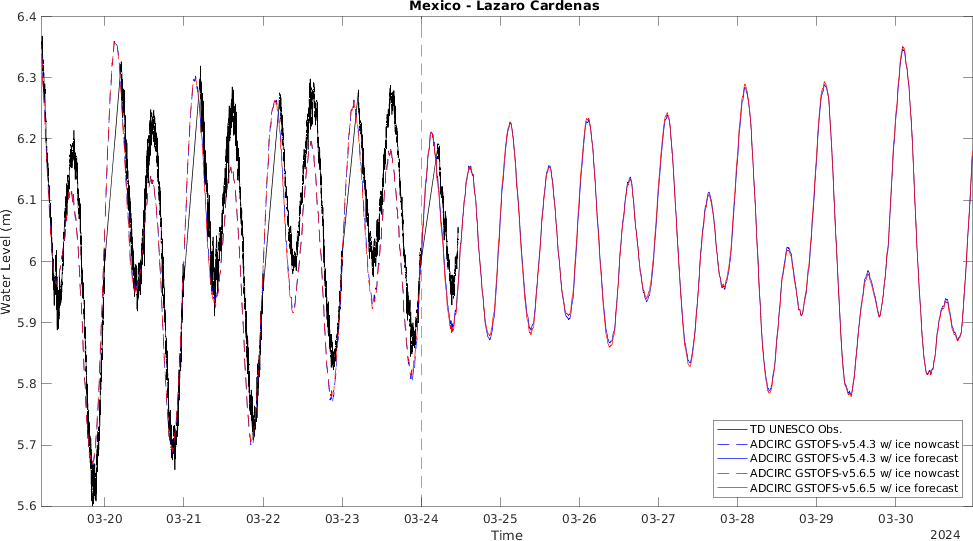 Mexico - Lazaro Cardenas
6.4
6.3
6.2
6.1
6
5.9
5.8
5.7
5.6
Water Level (m)
03-20 03-21 03-22 03-23 03-24 03-25 03-26 03-27 03-28 03-29 03-30
Time
2024
TD UNESCO Obs.
ADCIRC GSTOFS-v5.4.3 w/ ice nowcast
ADCIRC GSTOFS-v5.4.3 w/ ice forecast
ADCIRC GSTOFS-v5.6.5 w/ ice nowcast
ADCIRC GSTOFS-v5.6.5 w/ ice forecast